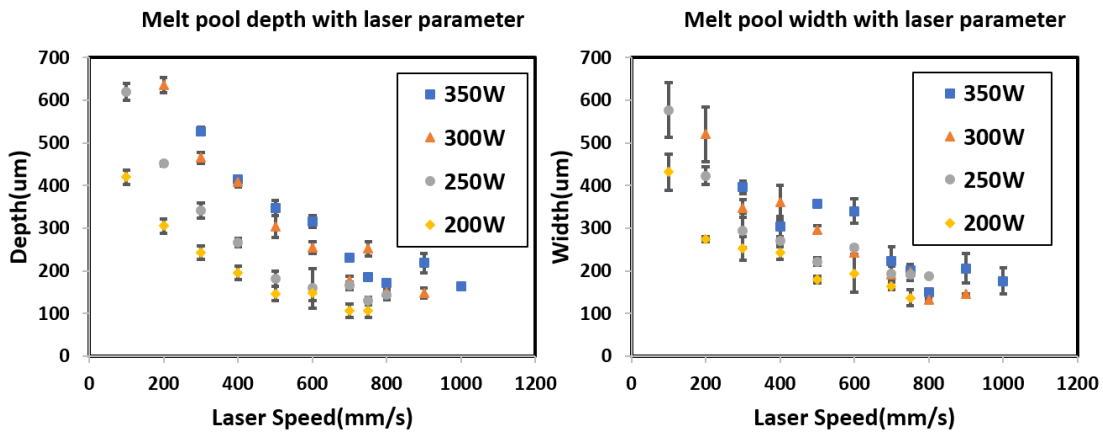 Melt pool depth with laser parameter
700
600
500
400
300
200
100
0
Depth(um)
350W
300W
250W
200W
0 200 400 600 800 1000 1200
Laser Speed(mm/s)
Melt pool width with laser parameter
700
600
500
400
300
200
100
0
Width(um)
350W
300W
250W
200W
0 200 400 600 800 1000 1200
Laser Speed(mm/s)